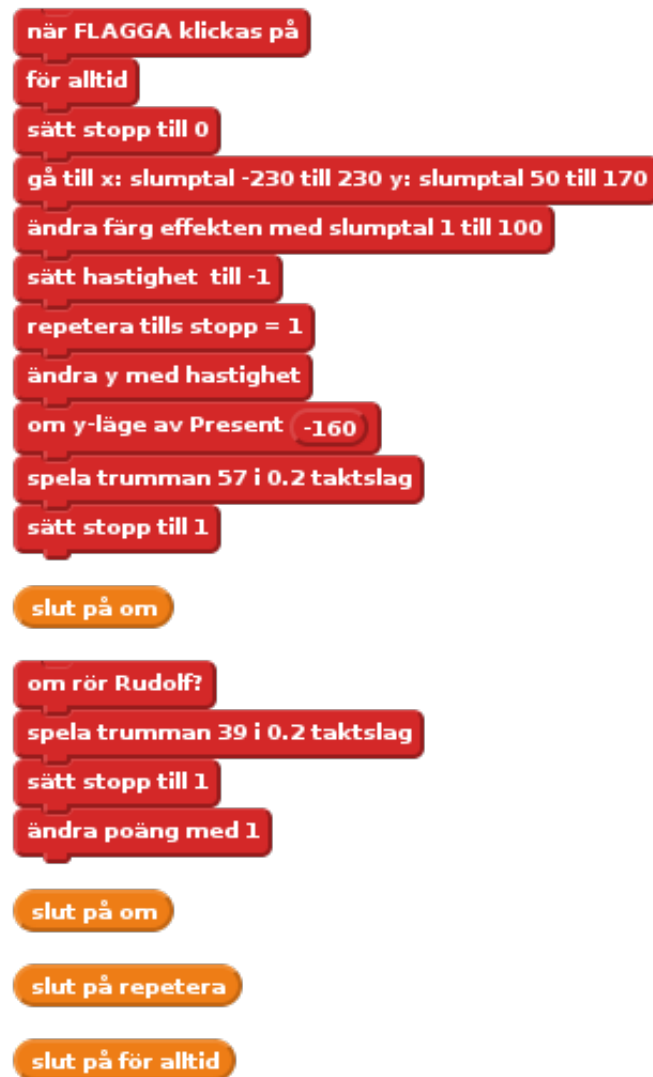 när FLAGGA klickas på
för alltid
sätt stopp till 0
gå till x: slumptal -230 till 230 y: slumptal 50 till 170
ändra färg effekten med slumptal 1 till 100
sätt hastighet till -1
repetera tills stopp = 1
ändra y med hastighet
om y-läge av Present -160
spela trumman 57 i 0.2 taktslag
sätt stopp till 1
slut på om
om rör Rudolf?
spela trumman 39 i 0.2 taktslag
sätt stopp till 1
ändra poäng med 1
slut på om
slut på repetera
slut på för alltid